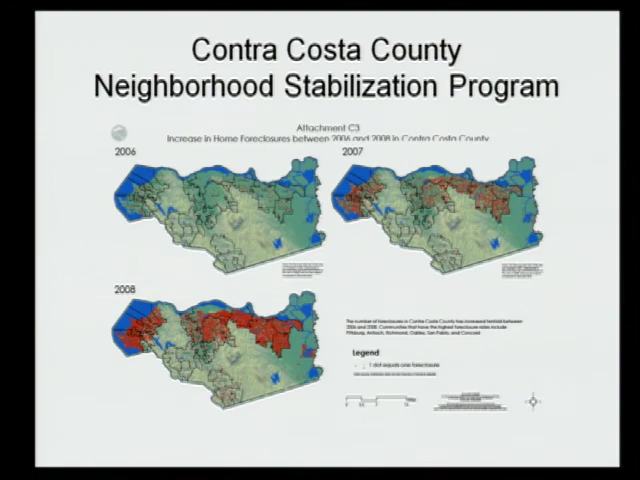 Contra Costa County
Neighborhood Stabilization Program
Attachment C3
Increase in Home Foreclosures between 2006 and 2008 in Contra Costa County
2006
2007
2008
The number of foreclosures in Contra Costa County has increased tenfold between
2006 and 2008. Communities that have the highest foreclosure rates include
Pittsburg, Antioch, Richmond, Oakley, San Pablo, and Concord
Legend
1 dot equals one foreclosure